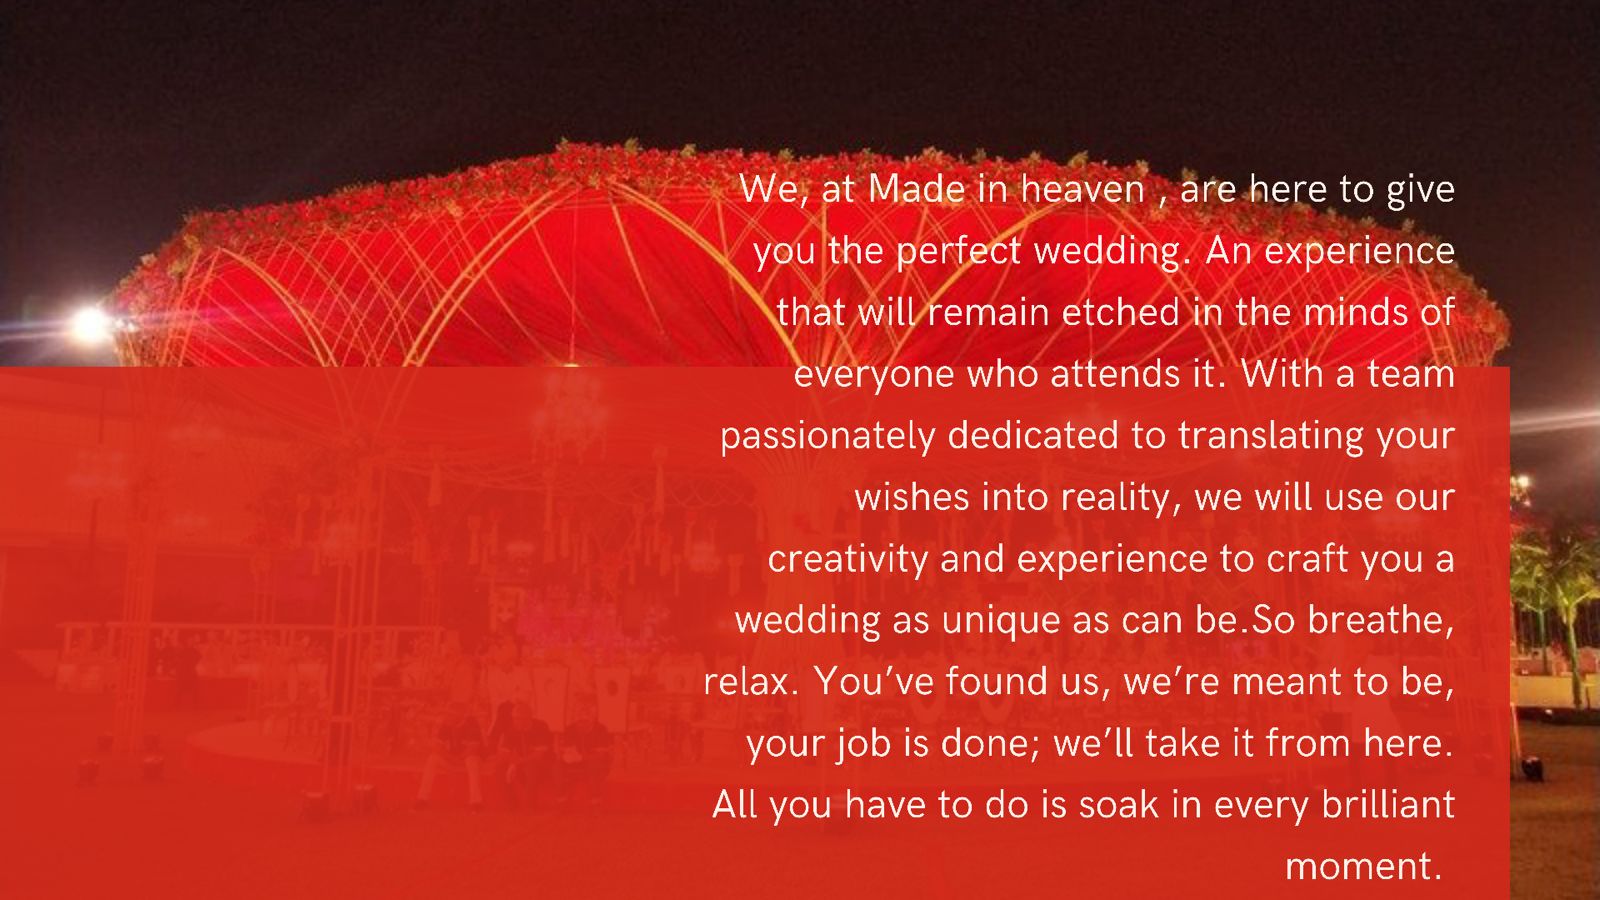 We, at Made in heaven , are here to give
you the perfect wedding. An experience
that will remain etched in the minds of
everyone who attends it. With a team
passionately dedicated to translating your
wishes into reality, we will use our
creativity and experience to craft you a
wedding as unique as can be.So breathe,
relax. You’ve found us, we’re meant to be,
your job is done; we’ll take it from here.
All you have to do is soak in every brilliant
moment.